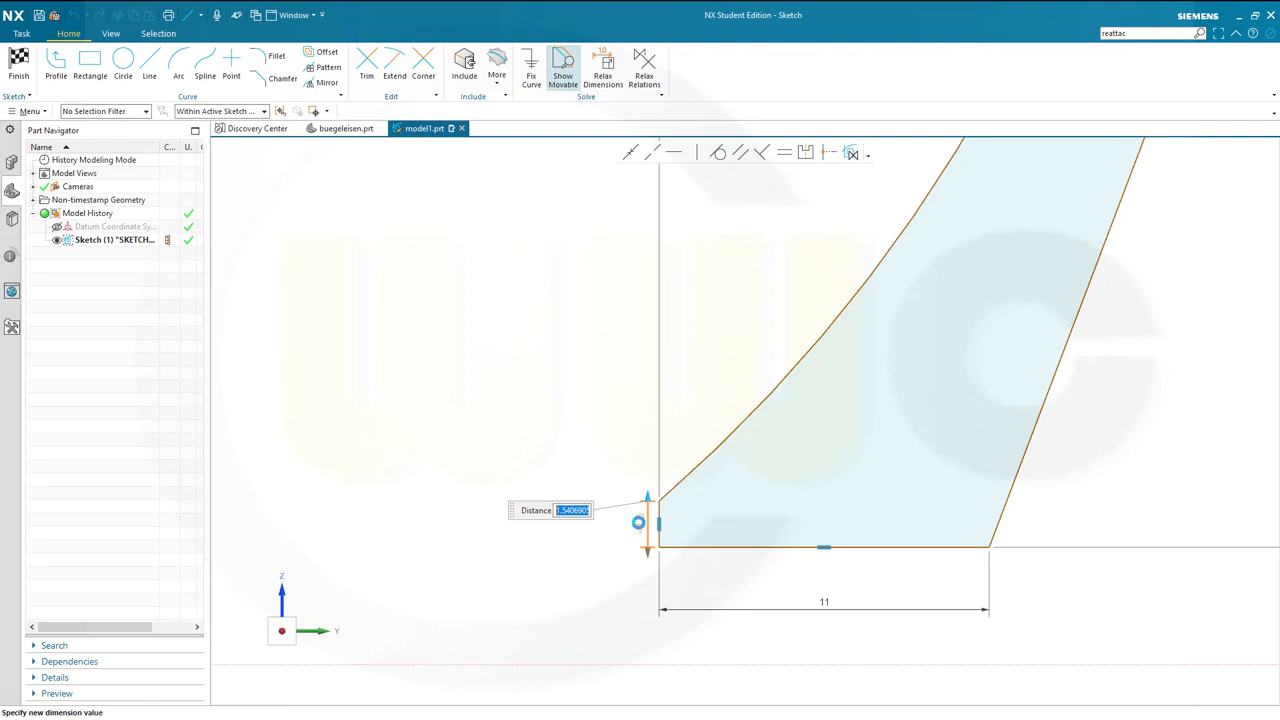 NX
Window
NX Student Edition - Sketch
SIEMENS
Task
Home
View
Selection
reattac
Finish
Profile
Rectangle
Circle
Line
Arc
Spline
Point
Fillet
Chamfer
Offset
Pattern
Mirror
Trim
Extend
Corner
Include
More
Fix
Curve
Show
Movable
10
Relax
Dimensions
Relax
Relations
Sketch
Curve
Edit
Include
Solve
Menu
No Selection Filter
Within Active Sketch ...
Part Navigator
Discovery Center
buegeleisen.prt
model1.prt
Name
C...
U.
History Modeling Mode
Model Views
Cameras
Non-timestamp Geometry
Model History
Datum Coordinate Sy...
Sketch (1) "SKETCH...
Distance
1,540690
11
Z
Y
Search
Dependencies
Details
Preview
Specify new dimension value